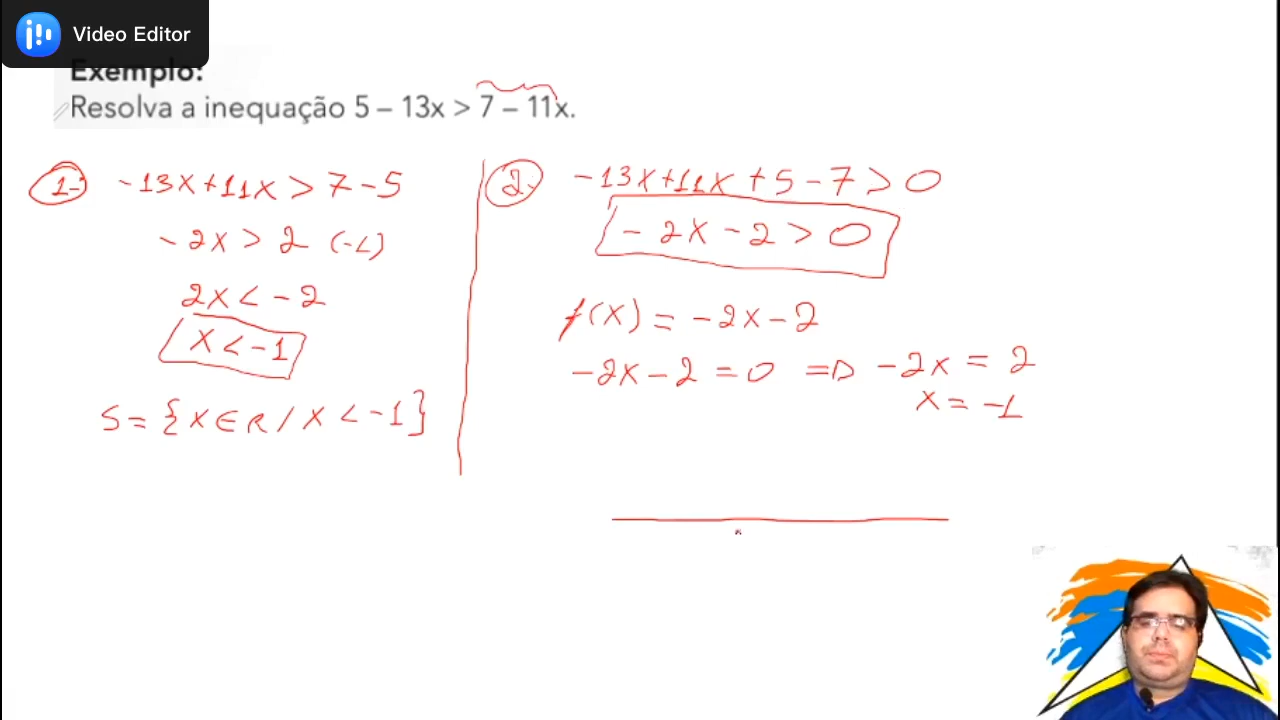 Video Editor
Exemplo:
Resolva a inequação 5 – 13x > 7 – 11x.
1-
-13x+11x > 7-5
-2x > 2 (-1)
2x < -2
x < -1
S = {x ∈ R / x < -1}
2-
-13x+11x+5-7 > 0
-2x-2 > 0
f(x) = -2x-2
-2x-2 = 0 => -2x = 2
x = -1